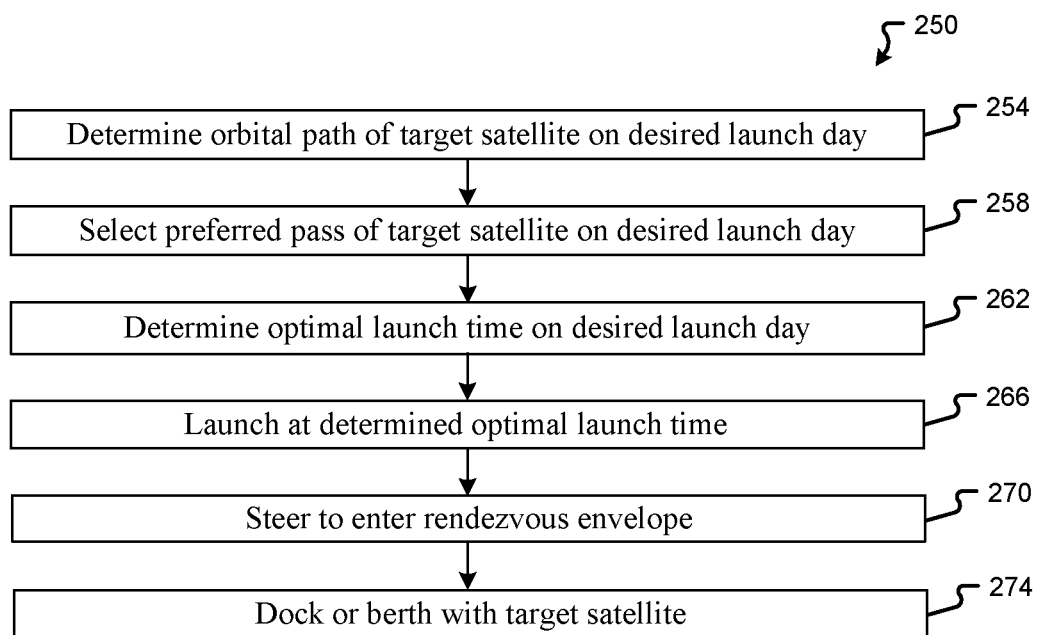 250
Determine orbital path of target satellite on desired launch day
254
Select preferred pass of target satellite on desired launch day
258
Determine optimal launch time on desired launch day
262
Launch at determined optimal launch time
266
Steer to enter rendezvous envelope
270
Dock or berth with target satellite
274